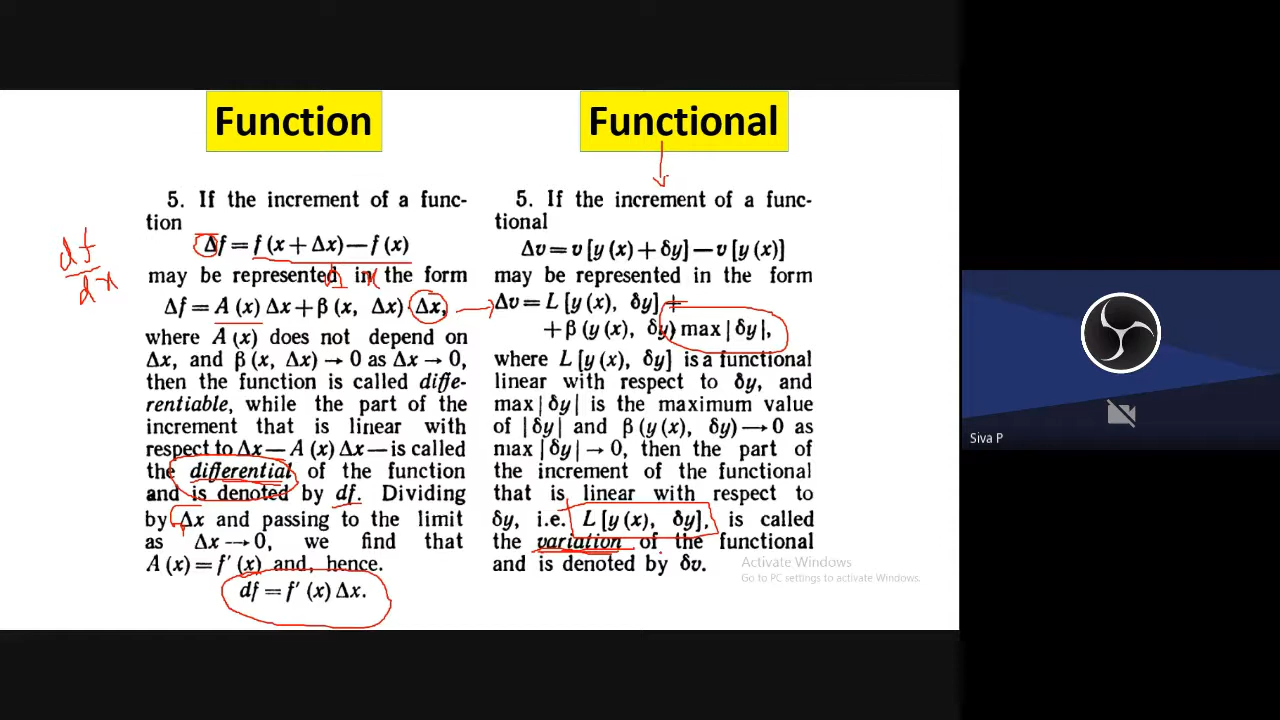 Function
5. If the increment of a func-
tion
Δf = f (x + Δx) — f (x)
may be represented in the form
Δf = A (x) Δx + β (x, Δx) · Δx,
where A (x) does not depend on
Δx, and β (x, Δx) → 0 as Δx → 0,
then the function is called diffe-
rentiable, while the part of the
increment that is linear with
respect to Δx — A (x) Δx — is called
the differential of the function
and is denoted by df. Dividing
by Δx and passing to the limit
as Δx → 0, we find that
A (x) = f′ (x) and, hence.
df = f′ (x) Δx.
df
dx
Functional
5. If the increment of a func-
tional
Δv = v [y (x) + δy] — v [y (x)]
may be represented in the form
Δv = L [y (x), δy] +
+ β (y (x), δy) max | δy |,
where L [y (x), δy] is a functional
linear with respect to δy, and
max | δy | is the maximum value
of | δy | and β (y (x), δy) → 0 as
max | δy | → 0, then the part of
the increment of the functional
that is linear with respect to
δy, i.e. L [y (x), δy], is called
the variation of the functional
and is denoted by δv.
Activate Windows
Go to PC settings to activate Windows.
Siva P